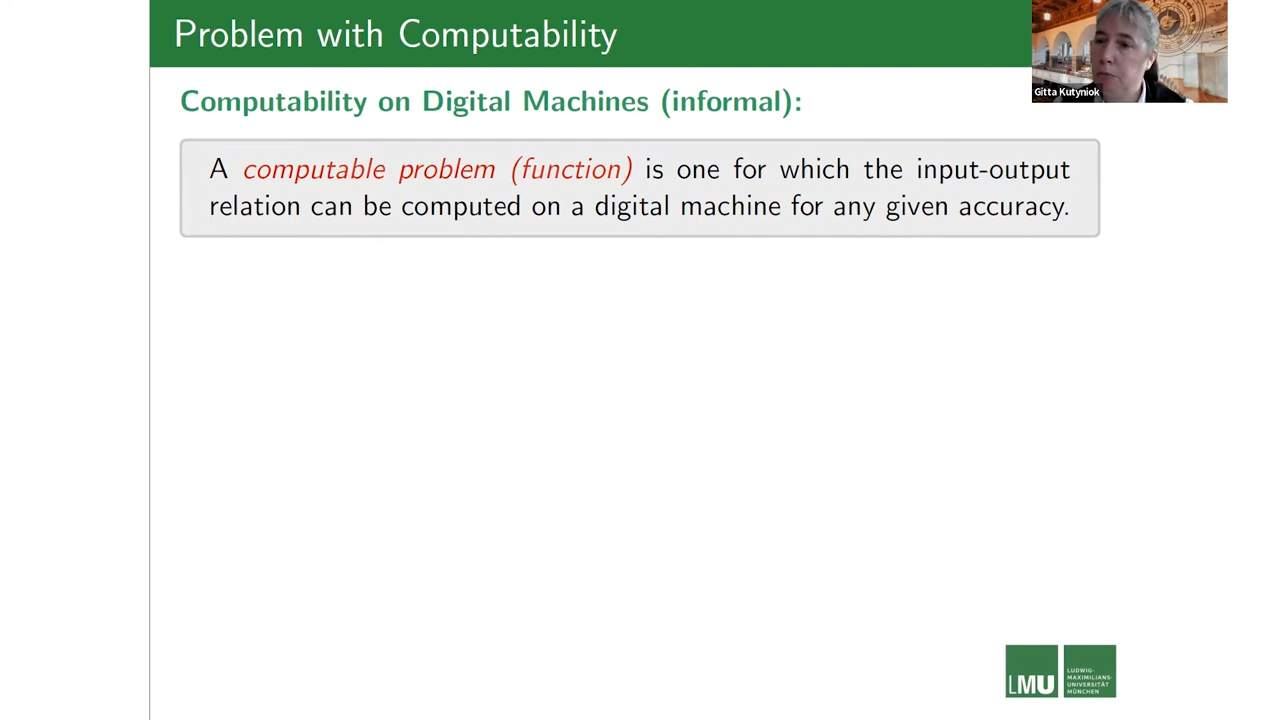 Problem with Computability
Gitta Kutyniok
Computability on Digital Machines (informal):
A computable problem (function) is one for which the input-output
relation can be computed on a digital machine for any given accuracy.
LMU
LUDWIG-
MAXIMILIANS-
UNIVERSITÄT
MÜNCHEN